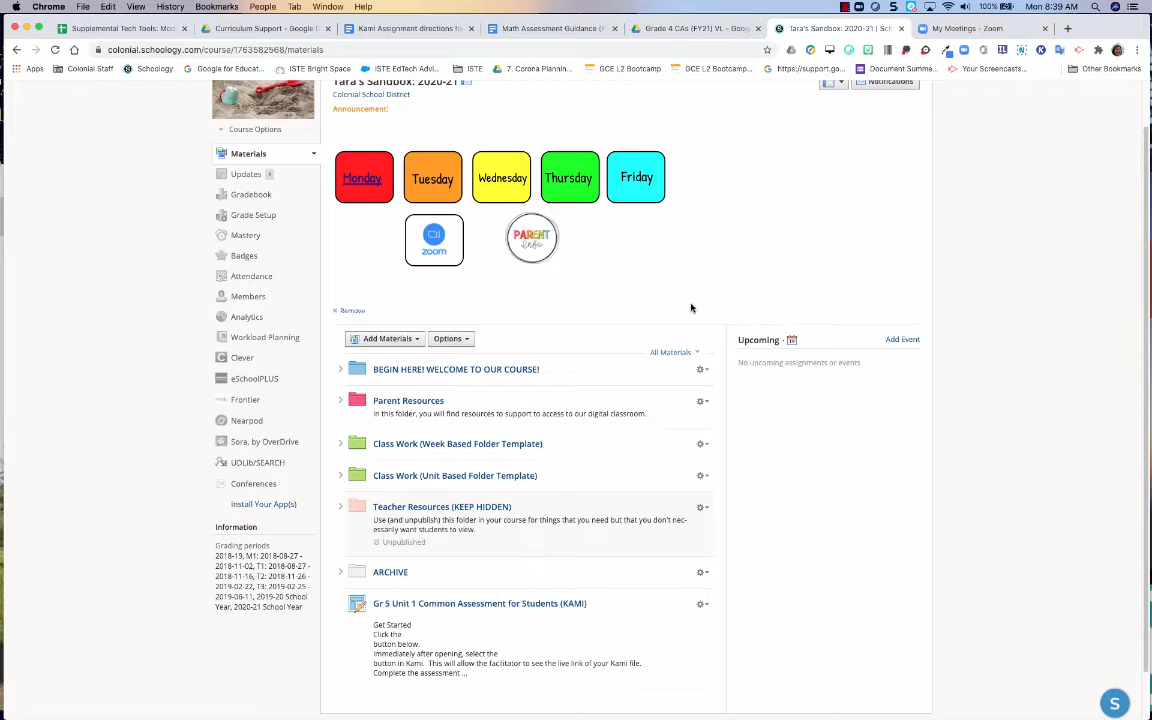 Chrome File Edit View History Bookmarks People Tab Window Help 100% Mon 8:39 AM
Supplemental Tech Tools: Mod Curriculum Support - Google D Kami Assignment directions for Math Assessment Guidance (F Grade 4 CAs (FY21) VL - Goog Tara's Sandbox: 2020-21 | Sch My Meetings - Zoom
colonial.schoology.com/course/1763582568/materials
Apps Colonial Staff Schoology Google for Educat... ISTE Bright Space ISTE EdTech Advi... ISTE 7. Corona Plannin... GCE L2 Bootcamp GCE L2 Bootcamp... https://support.go... Document Summe... Your Screencasts... Other Bookmarks
Tara's Sandbox: 2020-21
Notifications
Colonial School District
Announcement:
Course Options
Materials
Updates 1
Gradebook
Grade Setup
Mastery
Badges
Attendance
Members
Analytics
Workload Planning
Clever
eSchoolPLUS
Frontier
Nearpod
Sora, by OverDrive
UDLib/SEARCH
Conferences
Install Your App(s)
Information
Grading periods
2018-19, M1: 2018-08-27 -
2018-11-02, T1: 2018-08-27 -
2018-11-16, T2: 2018-11-26 -
2019-02-22, T3: 2019-02-25 -
2019-06-11, 2019-20 School
Year, 2020-21 School Year
Monday Tuesday Wednesday Thursday Friday
zoom
PARENT
info
Remove
Add Materials Options
All Materials
BEGIN HERE! WELCOME TO OUR COURSE!
Parent Resources
In this folder, you will find resources to support to access to our digital classroom.
Class Work (Week Based Folder Template)
Class Work (Unit Based Folder Template)
Teacher Resources (KEEP HIDDEN)
Use (and unpublish) this folder in your course for things that you need but that you don't nec-
essarily want students to view.
Unpublished
ARCHIVE
Gr 5 Unit 1 Common Assessment for Students (KAMI)
Get Started
Click the
button below.
Immediately after opening, select the
button in Kami. This will allow the facilitator to see the live link of your Kami file.
Complete the assessment ...
Upcoming 19 Add Event
No upcoming assignments or events
S